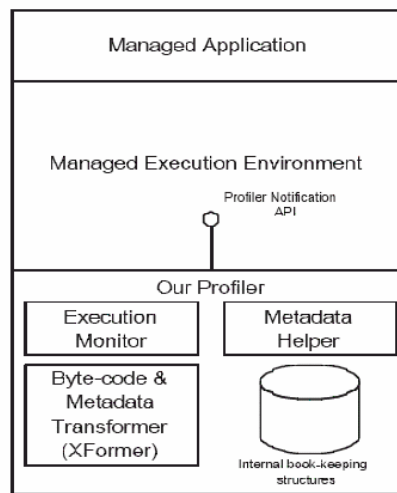 Managed Application
Managed Execution Environment
Profiler Notification
API
Our Profiler
Execution
Monitor
Metadata
Helper
Byte-code &
Metadata
Transformer
(XFormer)
Internal book-keeping
structures